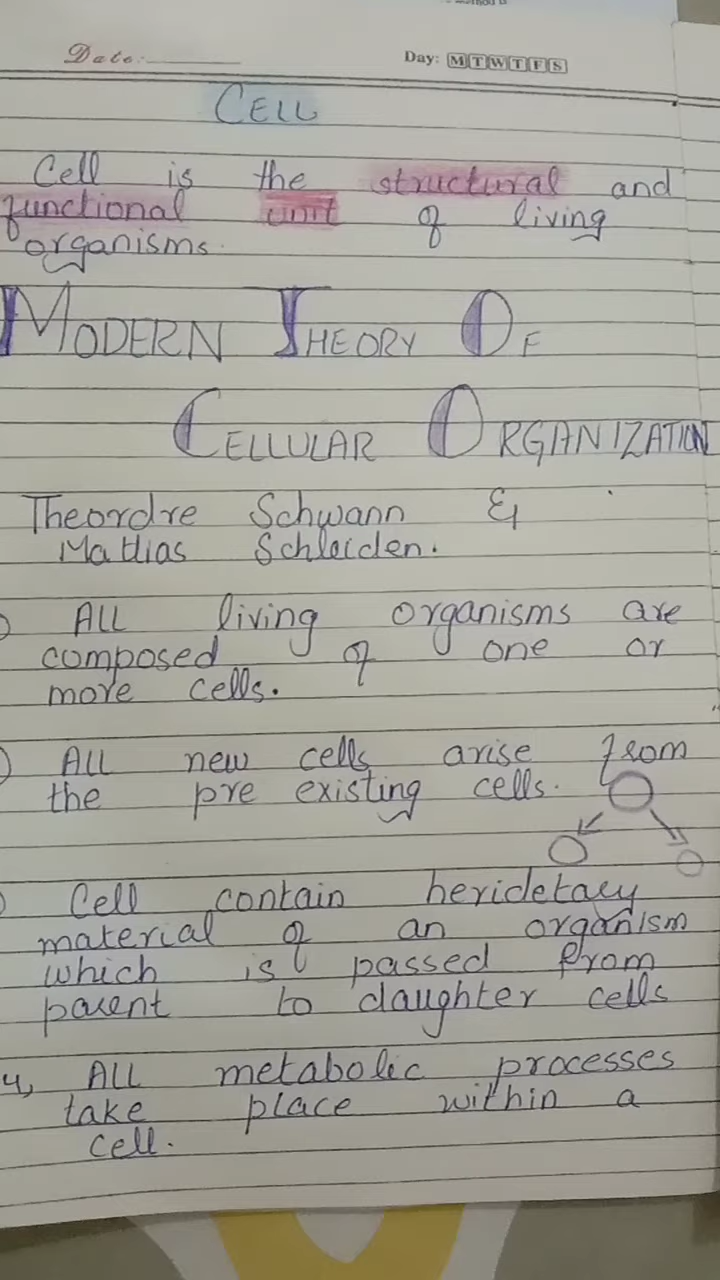 Date:
Day: M T W T F S
CELL
Cell is the structural and
functional unit of living
organisms.
MODERN THEORY OF
CELLULAR ORGANIZATION
Theordre Schwann &
Mattias Schleiden.
All living organisms are
composed of one or
more cells.
All new cells arise from
the pre existing cells.
Cell contain heridetary
material of an organism
which is passed from
parent to daughter cells
4, All metabolic processes
take place within a
cell.